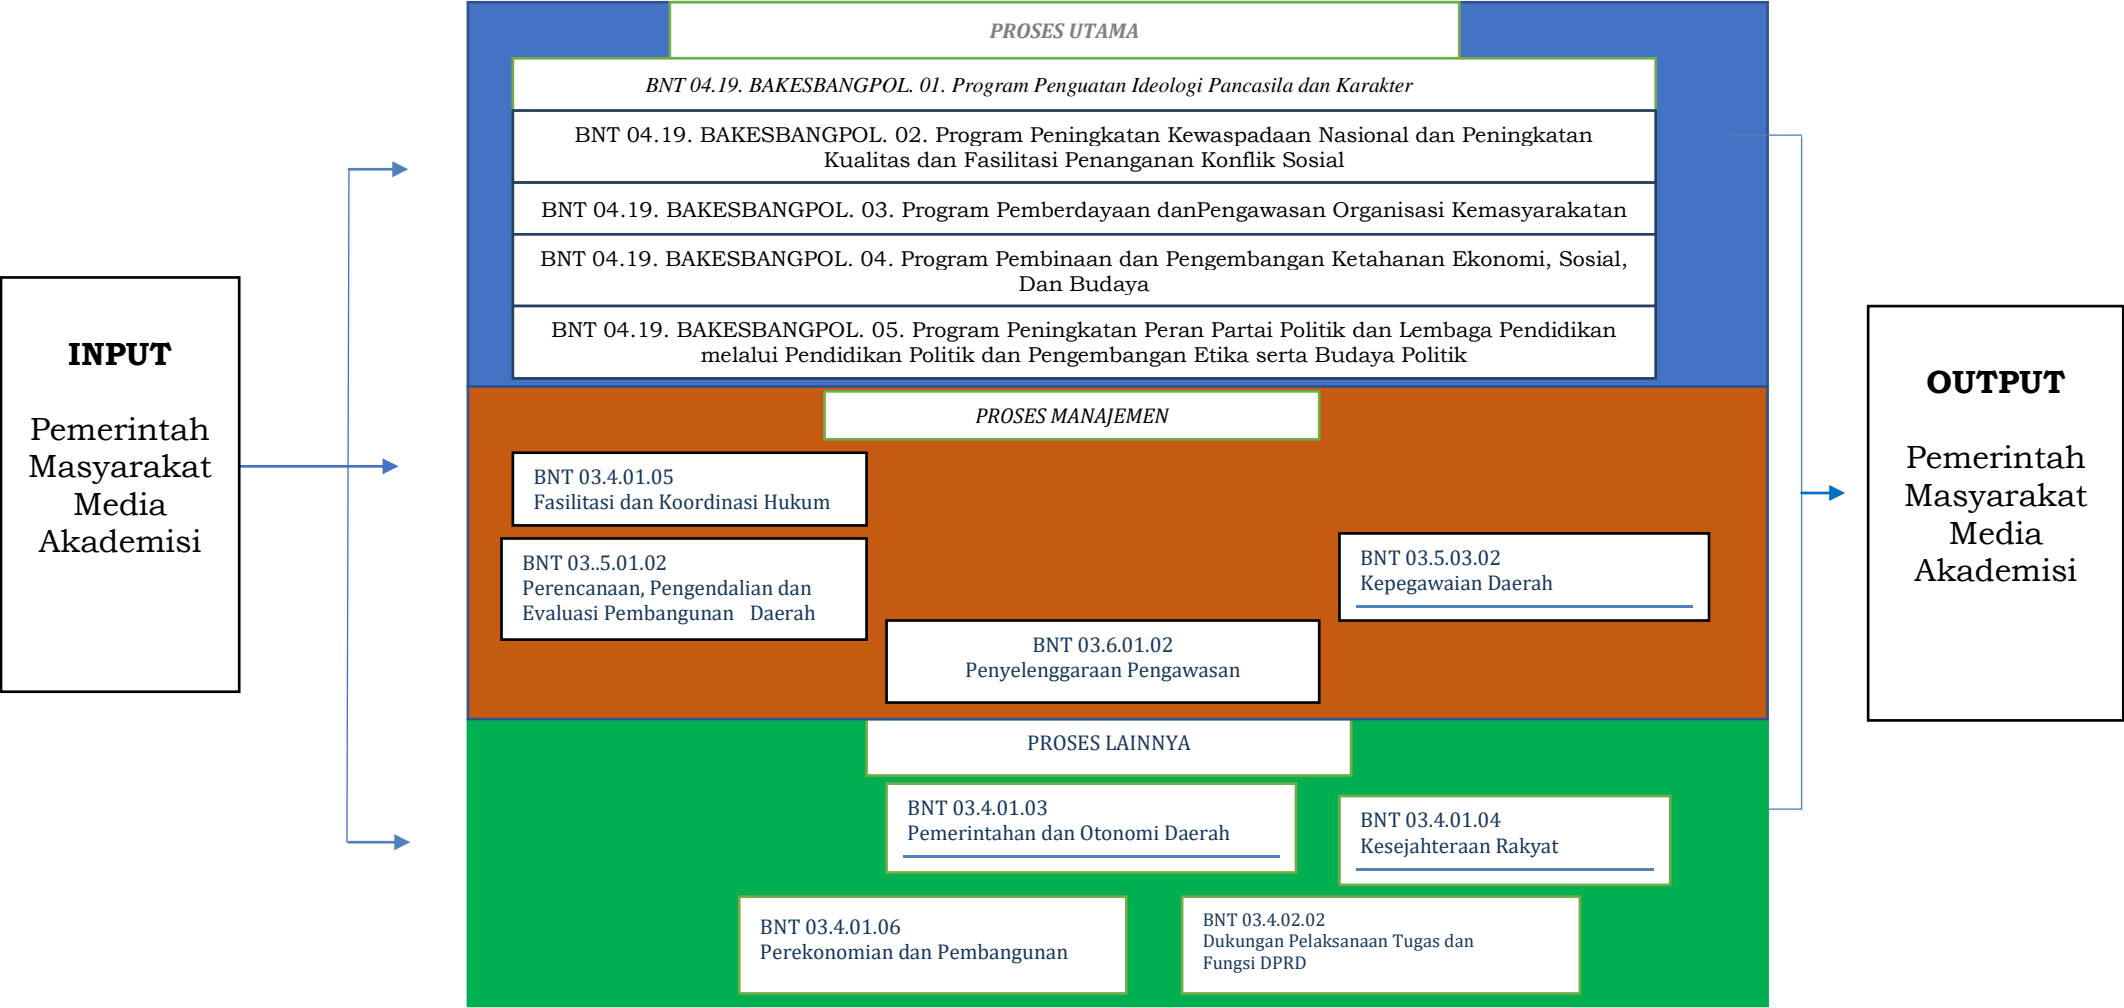 PROSES UTAMA
BNT 04.19. BAKESBANGPOL. 01. Program Penguatan Ideologi Pancasila dan Karakter
BNT 04.19. BAKESBANGPOL. 02. Program Peningkatan Kewaspadaan Nasional dan Peningkatan
Kualitas dan Fasilitasi Penanganan Konflik Sosial
BNT 04.19. BAKESBANGPOL. 03. Program Pemberdayaan danPengawasan Organisasi Kemasyarakatan
BNT 04.19. BAKESBANGPOL. 04. Program Pembinaan dan Pengembangan Ketahanan Ekonomi, Sosial,
Dan Budaya
BNT 04.19. BAKESBANGPOL. 05. Program Peningkatan Peran Partai Politik dan Lembaga Pendidikan
melalui Pendidikan Politik dan Pengembangan Etika serta Budaya Politik
INPUT
Pemerintah
Masyarakat
Media
Akademisi
PROSES MANAJEMEN
BNT 03.4.01.05
Fasilitasi dan Koordinasi Hukum
BNT 03..5.01.02
Perencanaan, Pengendalian dan
Evaluasi Pembangunan Daerah
BNT 03.5.03.02
Kepegawaian Daerah
BNT 03.6.01.02
Penyelenggaraan Pengawasan
OUTPUT
Pemerintah
Masyarakat
Media
Akademisi
PROSES LAINNYA
BNT 03.4.01.03
Pemerintahan dan Otonomi Daerah
BNT 03.4.01.04
Kesejahteraan Rakyat
BNT 03.4.01.06
Perekonomian dan Pembangunan
BNT 03.4.02.02
Dukungan Pelaksanaan Tugas dan
Fungsi DPRD